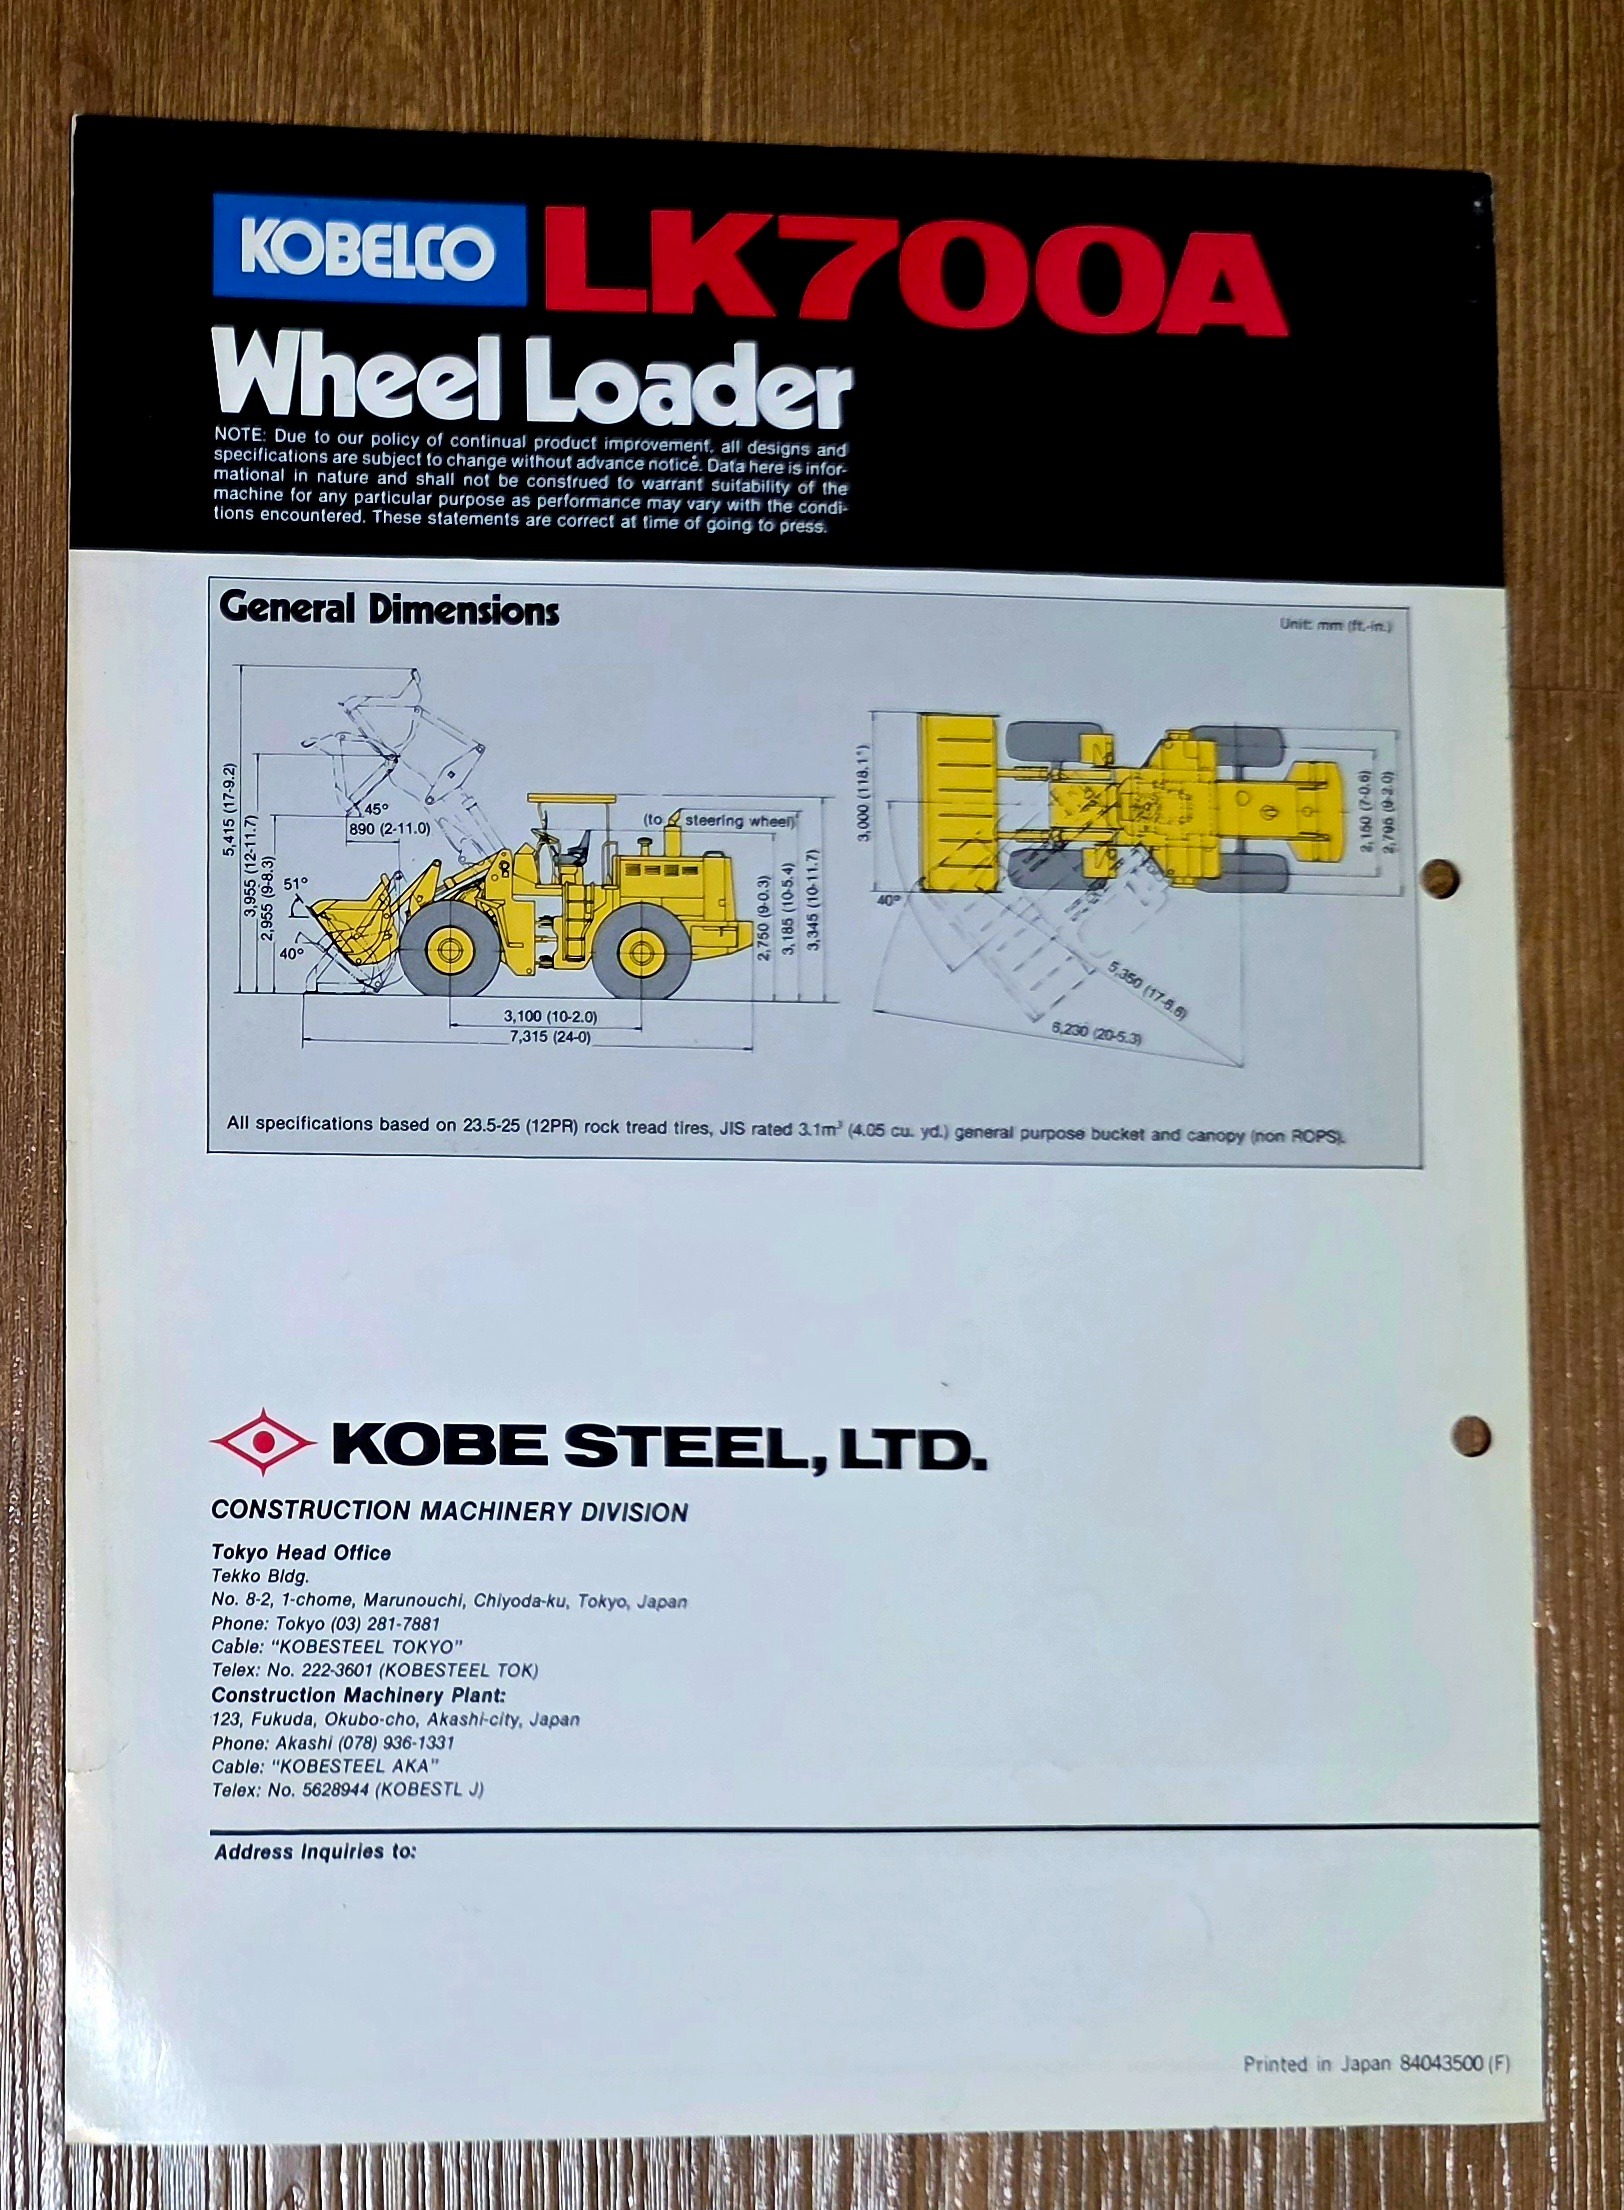 KOBELCO LK700A
Wheel Loader
NOTE: Due to our policy of continual product improvement, all designs and
specifications are subject to change without advance notice. Data here is infor-
mational in nature and shall not be construed to warrant suitability of the
machine for any particular purpose as performance may vary with the condi-
tions encountered. These statements are correct at time of going to press.
General Dimensions
Unit: mm (ft.-in.)
5,415 (17-9.2)
3,955 (12-11.7)
2,955 (9-8.3)
45°
890 (2-11.0)
51°
40°
(to steering wheel)
2,750 (9-0.3)
3,185 (10-5.4)
3,345 (10-11.7)
3,100 (10-2.0)
7,315 (24-0)
3,000 (118.1")
40°
2,150 (7-0.6)
2,795 (9-2.0)
5,350 (17-6.6)
6,230 (20-5.3)
All specifications based on 23.5-25 (12PR) rock tread tires, JIS rated 3.1m³ (4.05 cu. yd.) general purpose bucket and canopy (non ROPS).
KOBE STEEL, LTD.
CONSTRUCTION MACHINERY DIVISION
Tokyo Head Office
Tekko Bldg.
No. 8-2, 1-chome, Marunouchi, Chiyoda-ku, Tokyo, Japan
Phone: Tokyo (03) 281-7881
Cable: "KOBESTEEL TOKYO"
Telex: No. 222-3601 (KOBESTEEL TOK)
Construction Machinery Plant:
123, Fukuda, Okubo-cho, Akashi-city, Japan
Phone: Akashi (078) 936-1331
Cable: "KOBESTEEL AKA"
Telex: No. 5628944 (KOBESTL J)
Address Inquiries to:
Printed in Japan 84043500 (F)